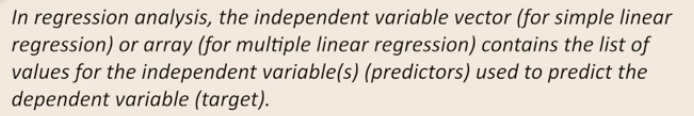 In regression analysis, the independent variable vector (for simple linear
regression) or array (for multiple linear regression) contains the list of
values for the independent variable(s) (predictors) used to predict the
dependent variable (target).